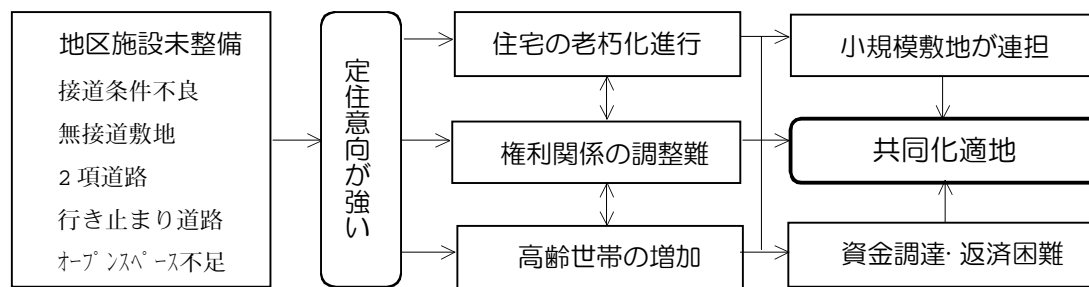 地区施設未整備
接道条件不良
無接道敷地
2項道路
行き止まり道路
ｵｰﾌﾟﾝｽﾍﾟｰｽ不足
定住意向が強い
住宅の老朽化進行
権利関係の調整難
高齢世帯の増加
小規模敷地が連担
共同化適地
資金調達･返済困難